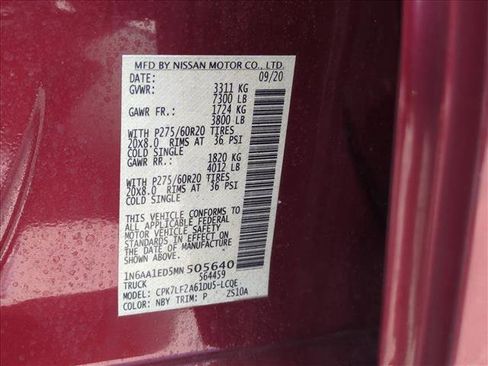 MFD BY NISSAN MOTOR CO., LTD.
DATE: 09/20
GVWR: 3311 KG
7300 LB
GAWR FR.: 1724 KG
3800 LB
WITH P275/60R20 TIRES
20X8.0 RIMS AT 36 PSI
COLD SINGLE
GAWR RR.: 1820 KG
4012 LB
WITH P275/60R20 TIRES
20X8.0 RIMS AT 36 PSI
COLD SINGLE
THIS VEHICLE CONFORMS TO
ALL APPLICABLE FEDERAL
MOTOR VEHICLE SAFETY
STANDARDS IN EFFECT ON
THE DATE OF MANUFACTURE
SHOWN ABOVE.
1N6AA1ED5MN505640
564459
MODEL: CPK7LF2A61DU5-LCQE
COLOR: NBY TRIM: P ZS10A